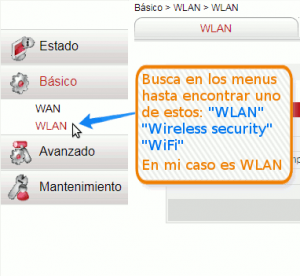 Básico > WLAN > WLAN
WLAN
Estado
Básico
WAN
WLAN
Avanzado
Mantenimiento
Busca en los menus
hasta encontrar uno
de estos: "WLAN"
"Wireless security"
"WiFi"
En mi caso es WLAN